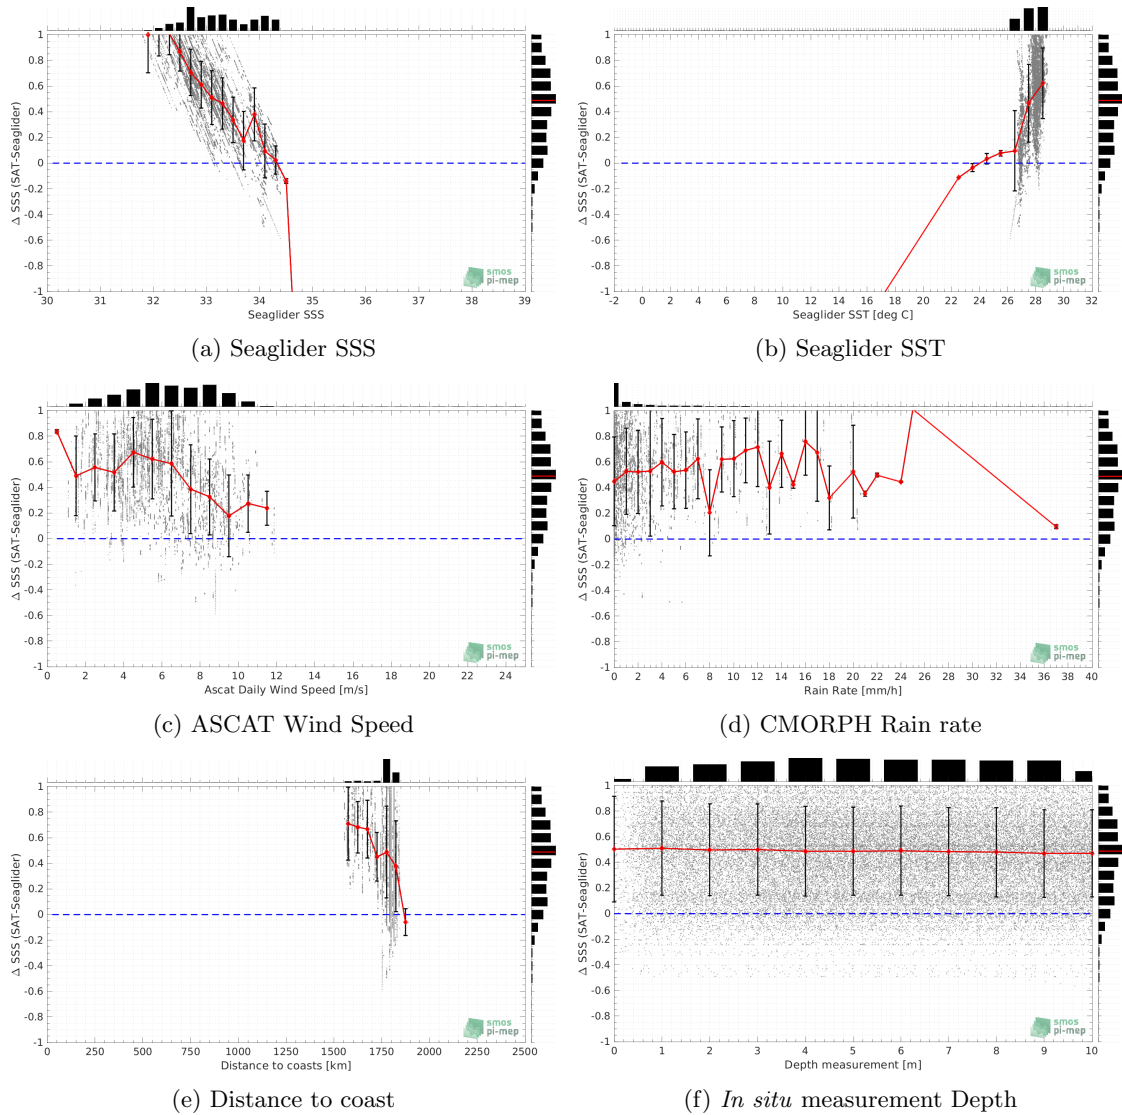 1
0.8
0.6
0.4
0.2
0
-0.2
-0.4
-0.6
-0.8
-1
Δ SSS (SAT-Seaglider)
30 31 32 33 34 35 36 37 38 39
Seaglider SSS
smos
pi-mep
(a) Seaglider SSS
1
0.8
0.6
0.4
0.2
0
-0.2
-0.4
-0.6
-0.8
-1
Δ SSS (SAT-Seaglider)
-2 0 2 4 6 8 10 12 14 16 18 20 22 24 26 28 30 32
Seaglider SST [deg C]
smos
pi-mep
(b) Seaglider SST
1
0.8
0.6
0.4
0.2
0
-0.2
-0.4
-0.6
-0.8
-1
Δ SSS (SAT-Seaglider)
0 2 4 6 8 10 12 14 16 18 20 22 24
Ascat Daily Wind Speed [m/s]
smos
pi-mep
(c) ASCAT Wind Speed
1
0.8
0.6
0.4
0.2
0
-0.2
-0.4
-0.6
-0.8
-1
Δ SSS (SAT-Seaglider)
0 2 4 6 8 10 12 14 16 18 20 22 24 26 28 30 32 34 36 38 40
Rain Rate [mm/h]
smos
pi-mep
(d) CMORPH Rain rate
1
0.8
0.6
0.4
0.2
0
-0.2
-0.4
-0.6
-0.8
-1
Δ SSS (SAT-Seaglider)
0 250 500 750 1000 1250 1500 1750 2000 2250 2500
Distance to coasts [km]
smos
pi-mep
(e) Distance to coast
1
0.8
0.6
0.4
0.2
0
-0.2
-0.4
-0.6
-0.8
-1
Δ SSS (SAT-Seaglider)
0 1 2 3 4 5 6 7 8 9 10
Depth measurement [m]
smos
pi-mep
(f) In situ measurement Depth